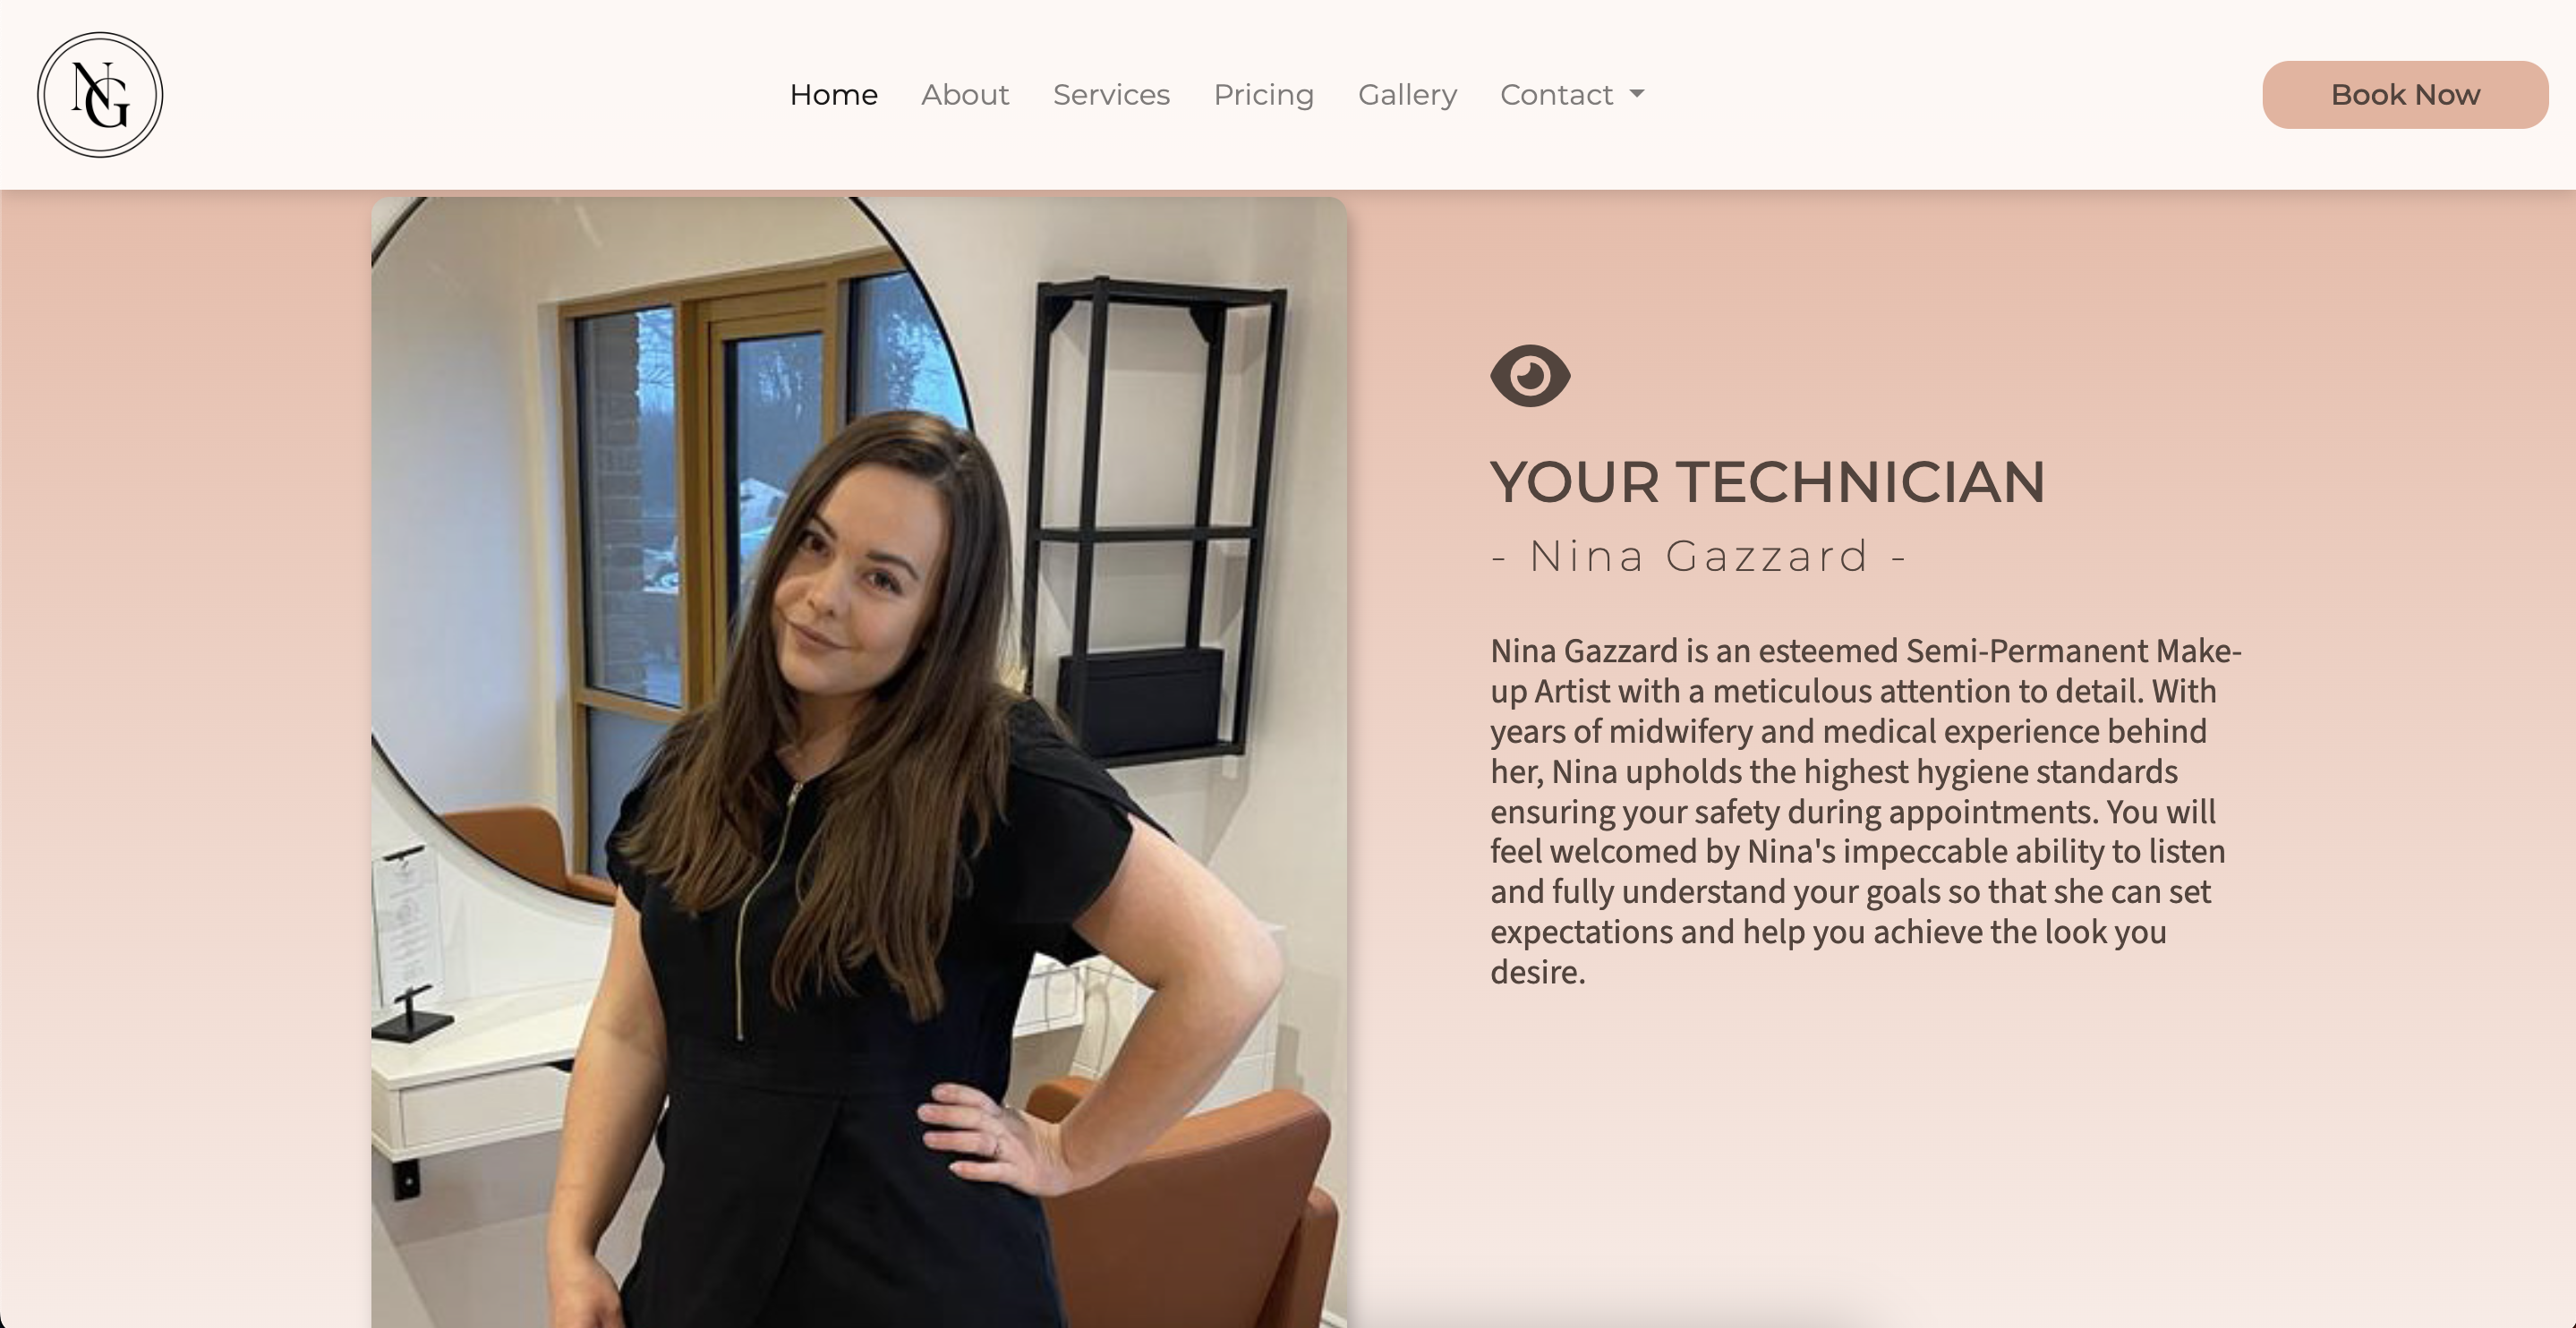 NG
Home About Services Pricing Gallery Contact
Book Now
YOUR TECHNICIAN
- Nina Gazzard -
Nina Gazzard is an esteemed Semi-Permanent Make-
up Artist with a meticulous attention to detail. With
years of midwifery and medical experience behind
her, Nina upholds the highest hygiene standards
ensuring your safety during appointments. You will
feel welcomed by Nina's impeccable ability to listen
and fully understand your goals so that she can set
expectations and help you achieve the look you
desire.